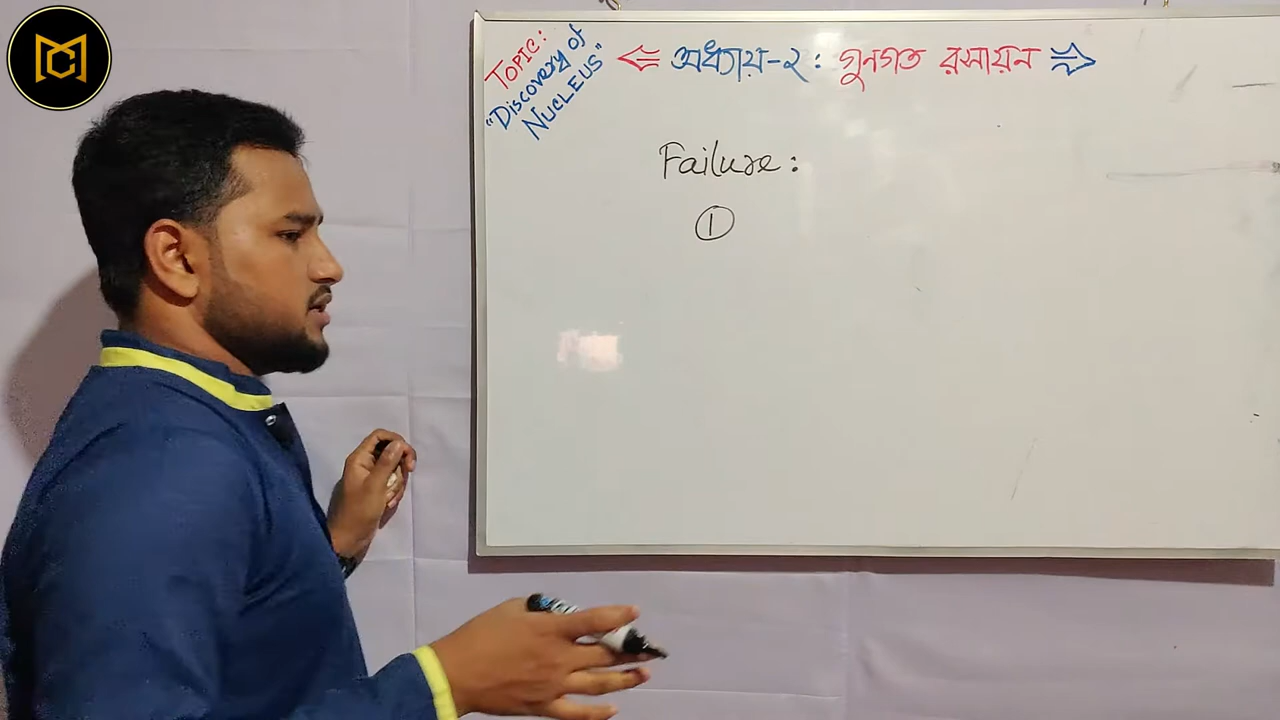 TOPIC:
"Discovery of
NUCLEUS"
অধ্যায়-২: গুনগত রসায়ন
Failure:
①